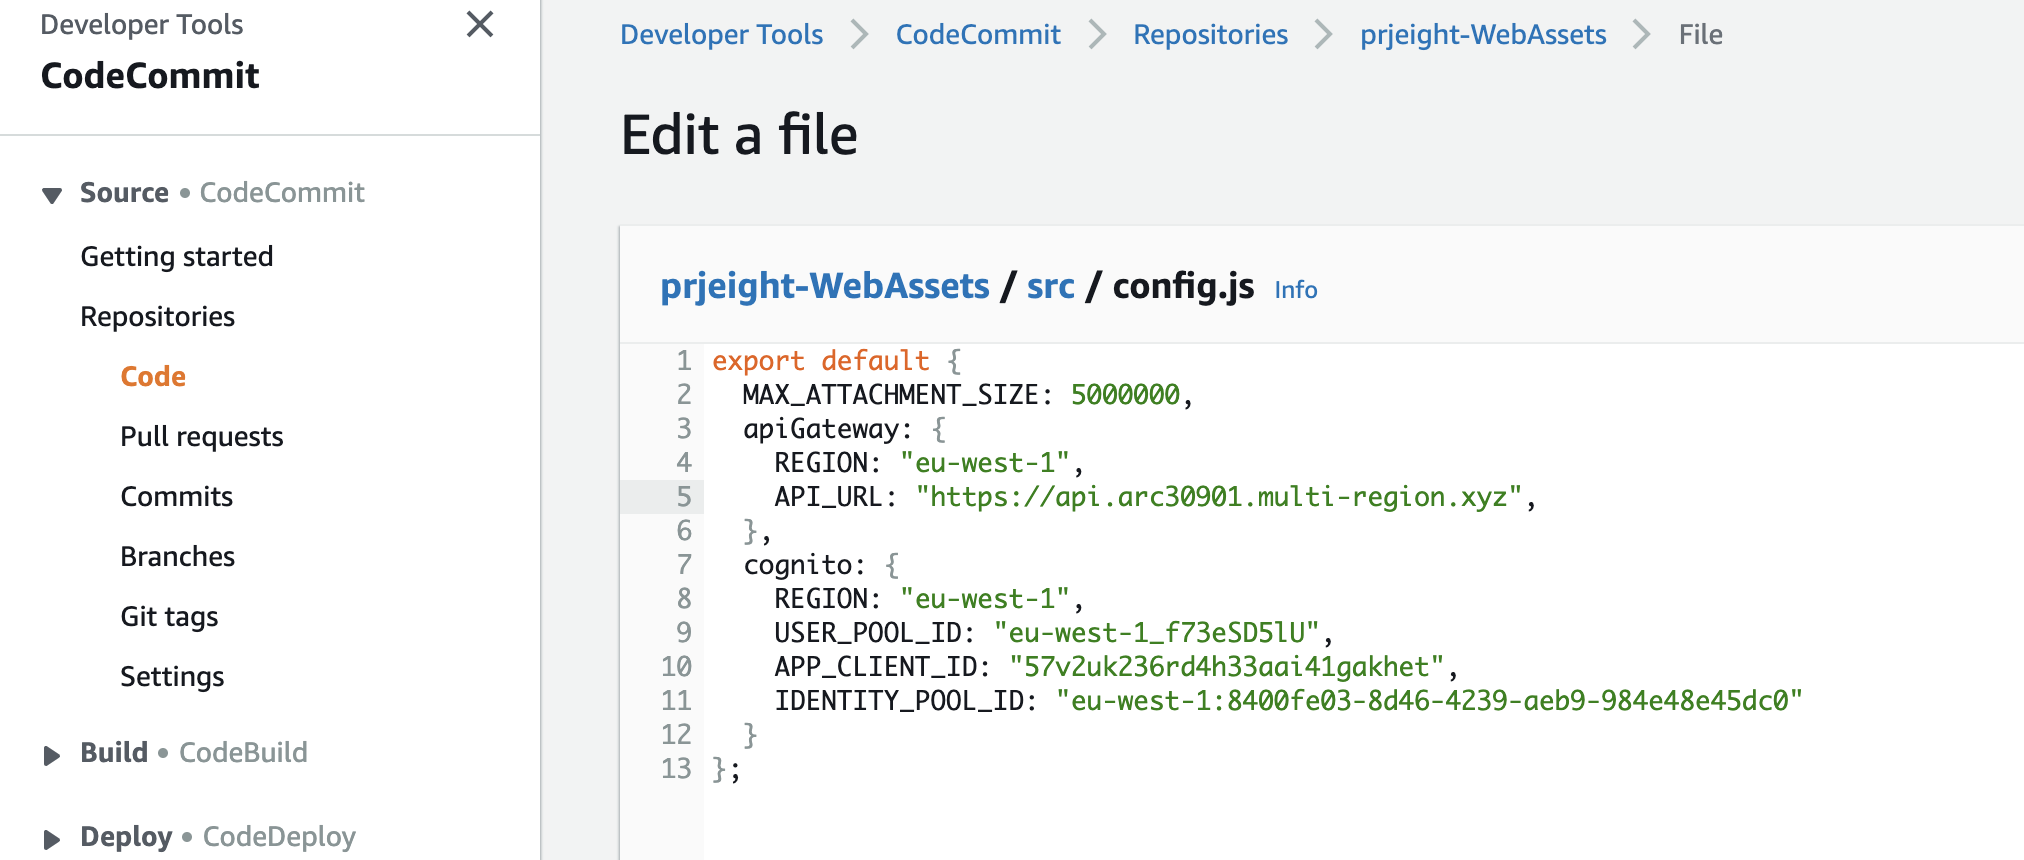 Developer Tools
CodeCommit
Source • CodeCommit
Getting started
Repositories
Code
Pull requests
Commits
Branches
Git tags
Settings
Build • CodeBuild
Deploy • CodeDeploy
Developer Tools > CodeCommit > Repositories > prjeight-WebAssets > File
Edit a file
prjeight-WebAssets / src / config.js Info
1 export default {
2 MAX_ATTACHMENT_SIZE: 5000000,
3 apiGateway: {
4 REGION: "eu-west-1",
5 API_URL: "https://api.arc30901.multi-region.xyz",
6 },
7 cognito: {
8 REGION: "eu-west-1",
9 USER_POOL_ID: "eu-west-1_f73eSD5lU",
10 APP_CLIENT_ID: "57v2uk236rd4h33aai41gakhet",
11 IDENTITY_POOL_ID: "eu-west-1:8400fe03-8d46-4239-aeb9-984e48e45dc0"
12 }
13 };